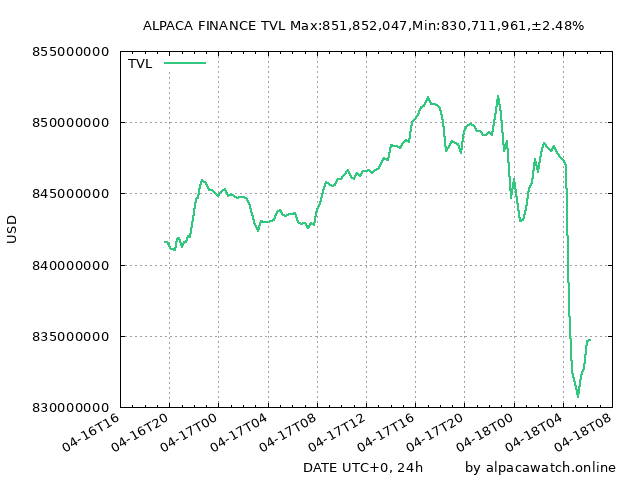 ALPACA FINANCE TVL Max:851,852,047,Min:830,711,961,±2.48%
855000000
TVL
850000000
845000000
USD
840000000
835000000
830000000
04-16T16 04-16T20 04-17T00 04-17T04 04-17T08 04-17T12 04-17T16 04-17T20 04-18T00 04-18T04 04-18T08
DATE UTC+0, 24h by alpacawatch.online